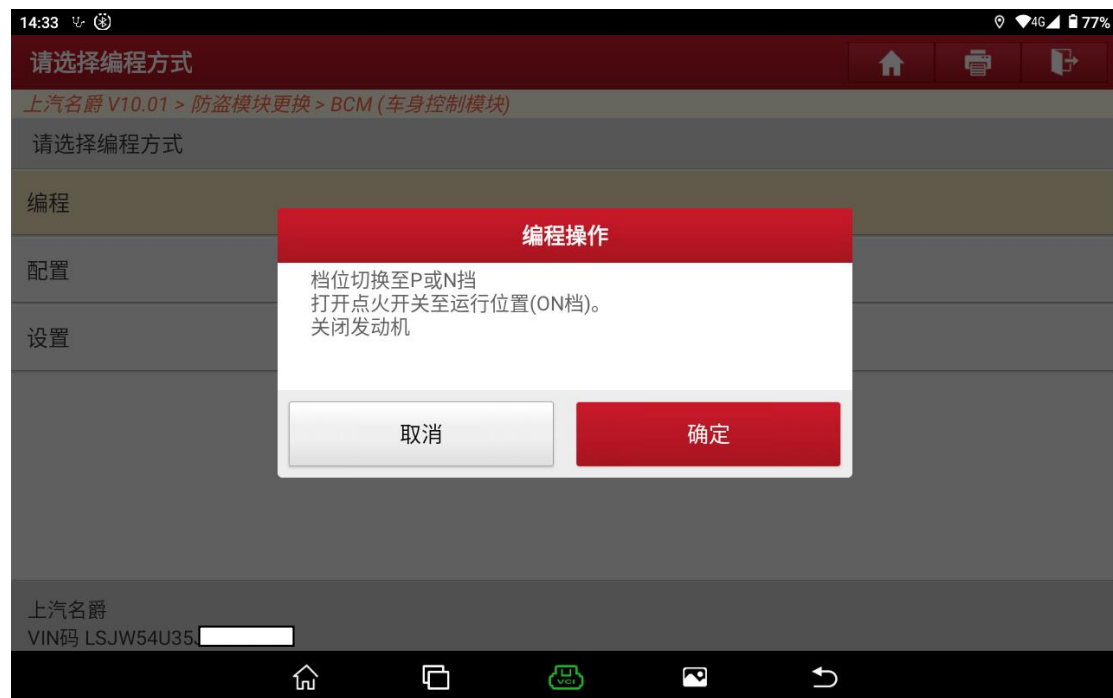 14:33
4G 77%
请选择编程方式
上汽名爵 V10.01 > 防盗模块更换 > BCM (车身控制模块)
请选择编程方式
编程
配置
设置
编程操作
档位切换至P或N挡
打开点火开关至运行位置(ON档)。
关闭发动机
取消
确定
上汽名爵
VIN码 LSJW54U35J
VCI